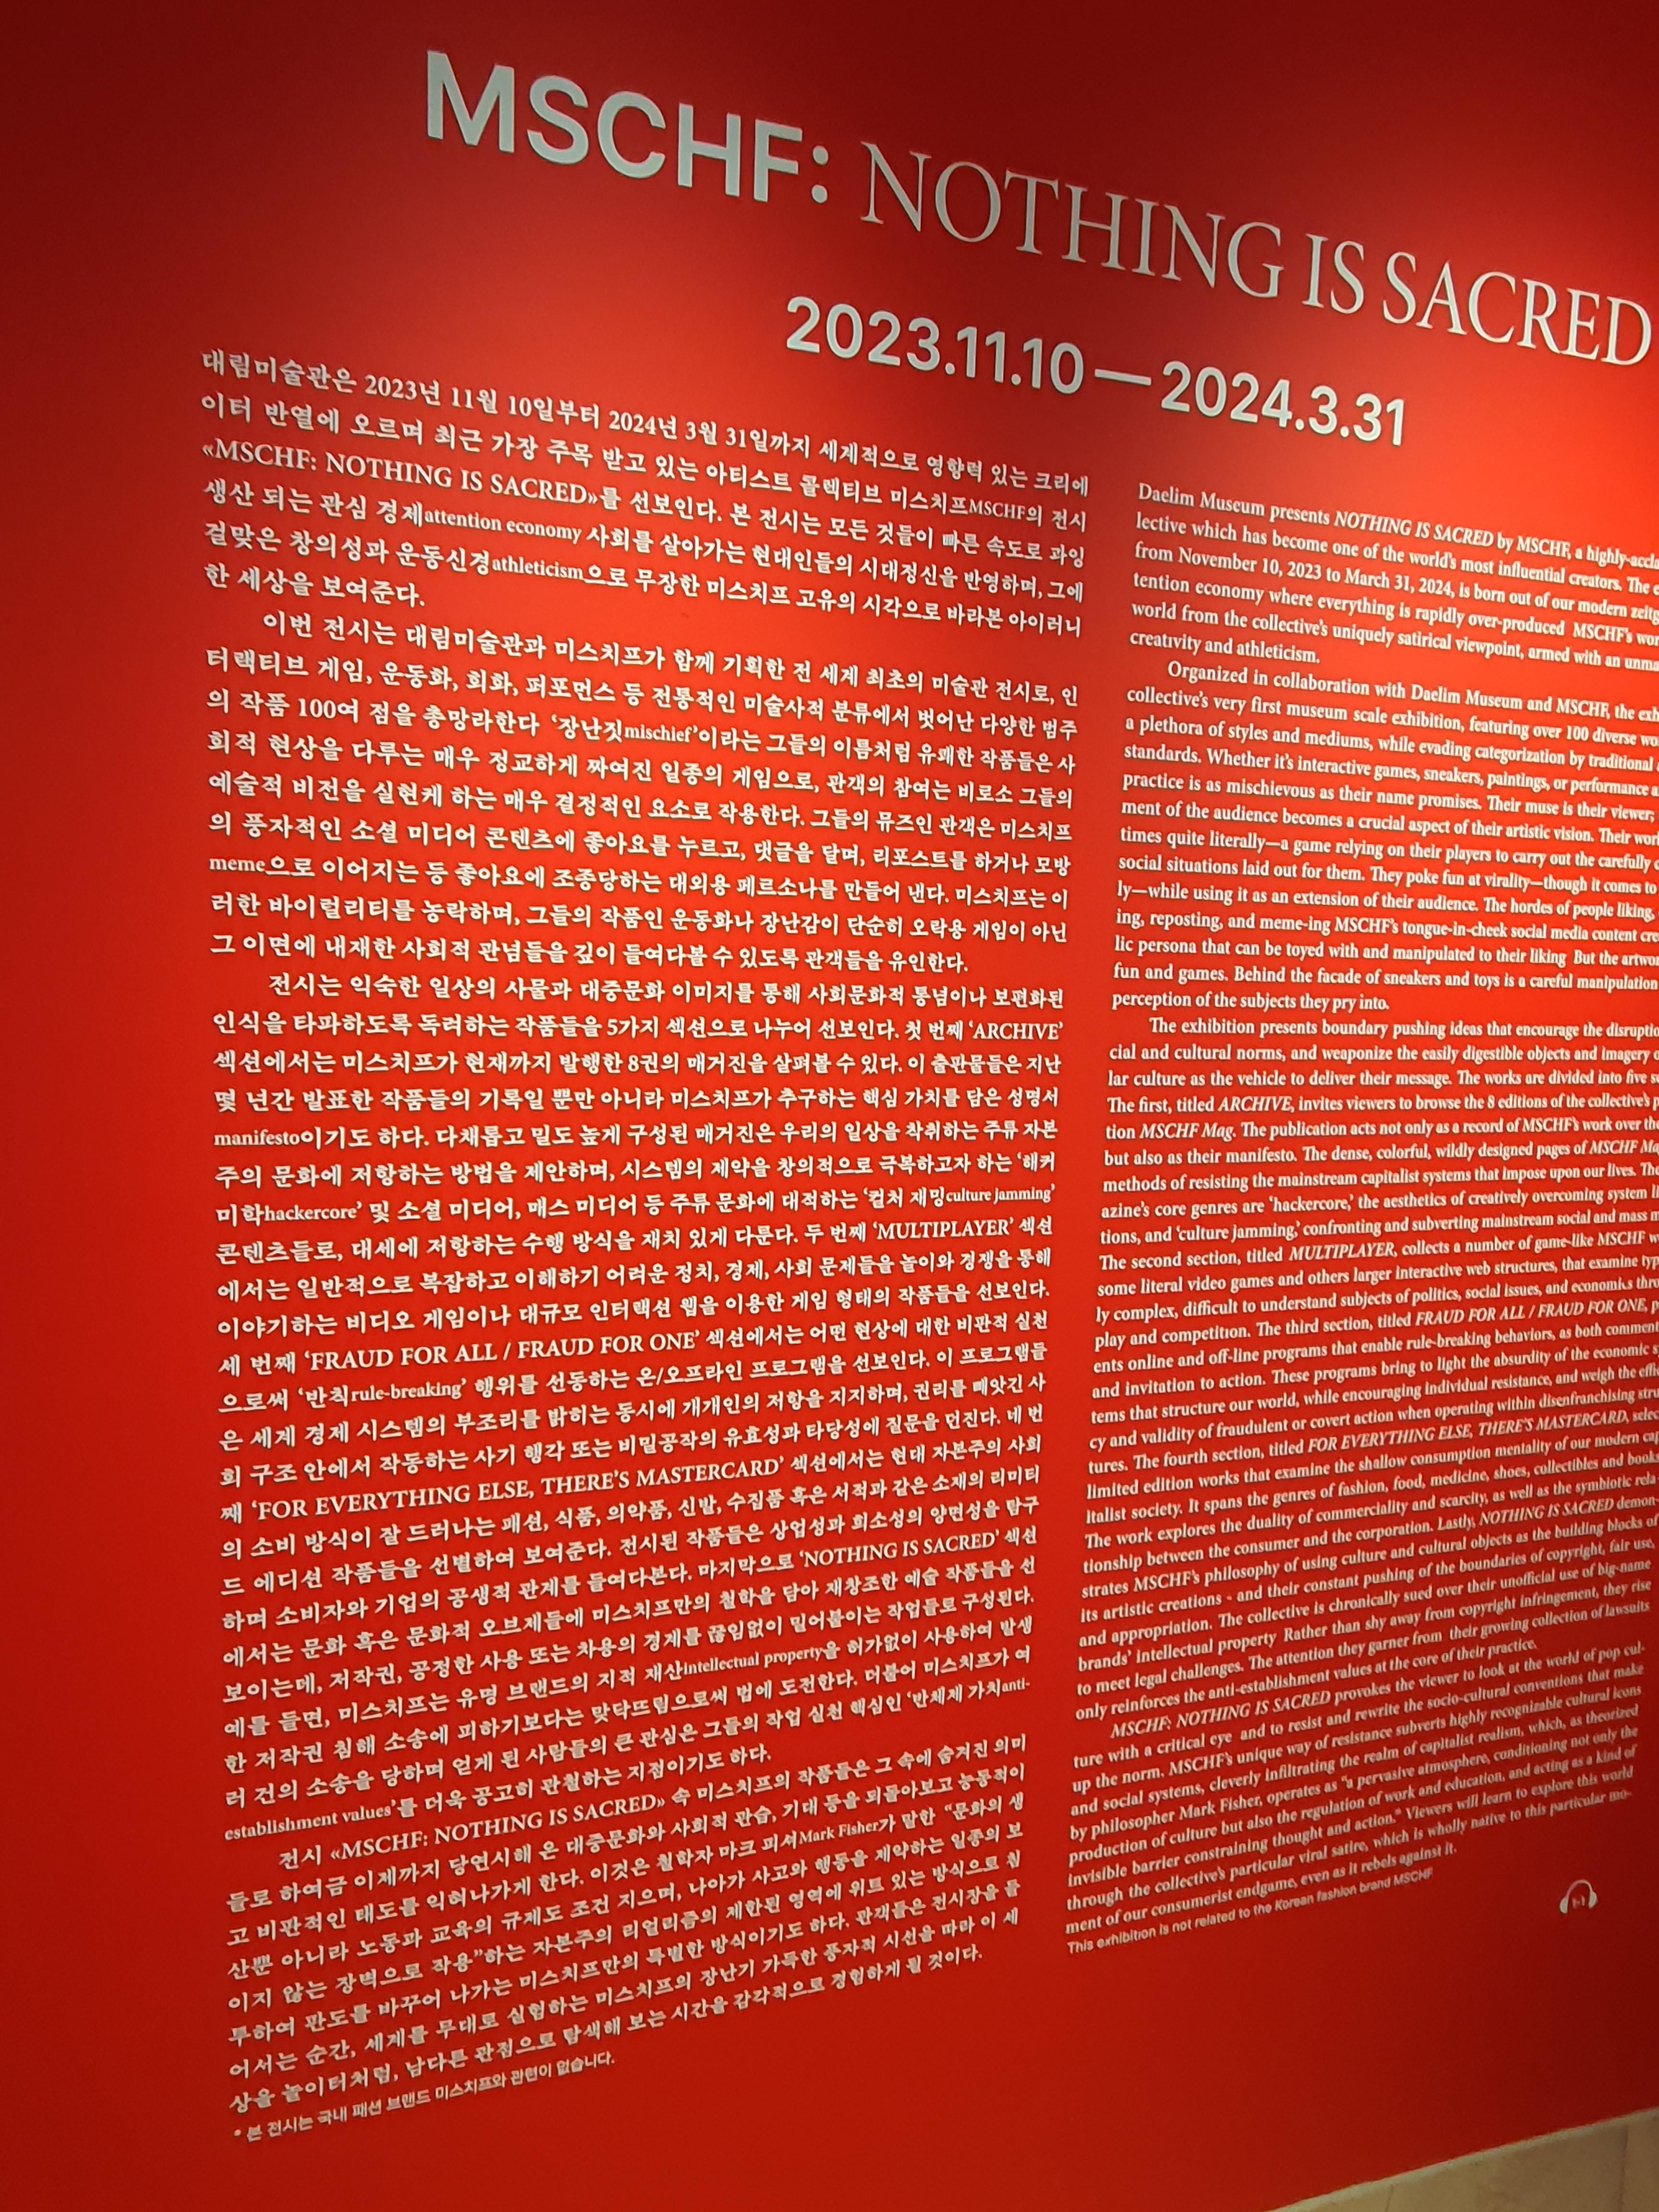 MSCHF: NOTHING IS SACRED
2023.11.10 — 2024.3.31
대림미술관은 2023년 11월 10일부터 2024년 3월 31일까지 세계적으로 영향력 있는 크리에
이터 반열에 오르며 최근 가장 주목 받고 있는 아티스트 콜렉티브 미스치프MSCHF의 전시
«MSCHF: NOTHING IS SACRED»를 선보인다. 본 전시는 모든 것들이 빠른 속도로 과잉
생산 되는 관심 경제attention economy 사회를 살아가는 현대인들의 시대정신을 반영하며, 그에
걸맞은 창의성과 운동신경athleticism으로 무장한 미스치프 고유의 시각으로 바라본 아이러니
한 세상을 보여준다.
이번 전시는 대림미술관과 미스치프가 함께 기획한 전 세계 최초의 미술관 전시로, 인
터랙티브 게임, 운동화, 회화, 퍼포먼스 등 전통적인 미술사적 분류에서 벗어난 다양한 범주
의 작품 100여 점을 총망라한다 ‘장난짓mischief’이라는 그들의 이름처럼 유쾌한 작품들은 사
회적 현상을 다루는 매우 정교하게 짜여진 일종의 게임으로, 관객의 참여는 비로소 그들의
예술적 비전을 실현케 하는 매우 결정적인 요소로 작용한다. 그들의 뮤즈인 관객은 미스치프
의 풍자적인 소셜 미디어 콘텐츠에 좋아요를 누르고, 댓글을 달며, 리포스트를 하거나 모방
meme으로 이어지는 등 좋아요에 조종당하는 대외용 페르소나를 만들어 낸다. 미스치프는 이
러한 바이럴리티를 농락하며, 그들의 작품인 운동화나 장난감이 단순히 오락용 게임이 아닌
그 이면에 내재한 사회적 관념들을 깊이 들여다볼 수 있도록 관객들을 유인한다.
전시는 익숙한 일상의 사물과 대중문화 이미지를 통해 사회문화적 통념이나 보편화된
인식을 타파하도록 독려하는 작품들을 5가지 섹션으로 나누어 선보인다. 첫 번째 ‘ARCHIVE’
섹션에서는 미스치프가 현재까지 발행한 8권의 매거진을 살펴볼 수 있다. 이 출판물들은 지난
몇 년간 발표한 작품들의 기록일 뿐만 아니라 미스치프가 추구하는 핵심 가치를 담은 성명서
manifesto이기도 하다. 다채롭고 밀도 높게 구성된 매거진은 우리의 일상을 착취하는 주류 자본
주의 문화에 저항하는 방법을 제안하며, 시스템의 제약을 창의적으로 극복하고자 하는 ‘해커
미학hackercore’ 및 소셜 미디어, 매스 미디어 등 주류 문화에 대적하는 ‘컬처 재밍culture jamming’
콘텐츠들로, 대세에 저항하는 수행 방식을 재치 있게 다룬다. 두 번째 ‘MULTIPLAYER’ 섹션
에서는 일반적으로 복잡하고 이해하기 어려운 정치, 경제, 사회 문제들을 놀이와 경쟁을 통해
이야기하는 비디오 게임이나 대규모 인터랙션 웹을 이용한 게임 형태의 작품들을 선보인다.
세 번째 ‘FRAUD FOR ALL / FRAUD FOR ONE’ 섹션에서는 어떤 현상에 대한 비판적 실천
으로써 ‘반칙rule-breaking’ 행위를 선동하는 온/오프라인 프로그램을 선보인다. 이 프로그램들
은 세계 경제 시스템의 부조리를 밝히는 동시에 개개인의 저항을 지지하며, 권리를 빼앗긴 사
회 구조 안에서 작동하는 사기 행각 또는 비밀공작의 유효성과 타당성에 질문을 던진다. 네 번
째 ‘FOR EVERYTHING ELSE, THERE’S MASTERCARD’ 섹션에서는 현대 자본주의 사회
의 소비 방식이 잘 드러나는 패션, 식품, 의약품, 신발, 수집품 혹은 서적과 같은 소재의 리미티
드 에디션 작품들을 선별하여 보여준다. 전시된 작품들은 상업성과 희소성의 양면성을 탐구
하며 소비자와 기업의 공생적 관계를 들여다본다. 마지막으로 ‘NOTHING IS SACRED’ 섹션
에서는 문화 혹은 문화적 오브제들에 미스치프만의 철학을 담아 재창조한 예술 작품들을 선
보이는데, 저작권, 공정한 사용 또는 차용의 경계를 끊임없이 밀어붙이는 작업들로 구성된다.
예를 들면, 미스치프는 유명 브랜드의 지적 재산intellectual property을 허가없이 사용하여 발생
한 저작권 침해 소송에 피하기보다는 맞닥뜨림으로써 법에 도전한다. 더불어 미스치프가 여
러 건의 소송을 당하며 얻게 된 사람들의 큰 관심은 그들의 작업 실천 핵심인 ‘반체제 가치anti-
establishment values’를 더욱 공고히 관철하는 지점이기도 하다.
전시 «MSCHF: NOTHING IS SACRED» 속 미스치프의 작품들은 그 속에 숨겨진 의미
들로 하여금 이제까지 당연시해 온 대중문화와 사회적 관습, 기대 등을 되돌아보고 능동적이
고 비판적인 태도를 익혀나가게 한다. 이것은 철학자 마크 피셔Mark Fisher가 말한 “문화의 생
산뿐 아니라 노동과 교육의 규제도 조건 지으며, 나아가 사고와 행동을 제약하는 일종의 보
이지 않는 장벽으로 작용”하는 자본주의 리얼리즘의 제한된 영역에 위트 있는 방식으로 침
투하여 판도를 바꾸어 나가는 미스치프만의 특별한 방식이기도 하다. 관객들은 전시장을 들
어서는 순간, 세계를 무대로 실험하는 미스치프의 장난기 가득한 풍자적 시선을 따라 이 세
상을 놀이터처럼, 남다른 관점으로 탐색해 보는 시간을 감각적으로 경험하게 될 것이다.
* 본 전시는 국내 패션 브랜드 미스치프와 관련이 없습니다.
Daelim Museum presents NOTHING IS SACRED by MSCHF, a highly-accla
lective which has become one of the world’s most influential creators. The e
from November 10, 2023 to March 31, 2024, is born out of our modern zeitg
tention economy where everything is rapidly over-produced MSCHF’s wor
world from the collective’s uniquely satirical viewpoint, armed with an unma
creativity and athleticism.
Organized in collaboration with Daelim Museum and MSCHF, the exh
collective’s very first museum scale exhibition, featuring over 100 diverse wo
a plethora of styles and mediums, while evading categorization by traditional
standards. Whether it’s interactive games, sneakers, paintings, or performance a
practice is as mischievous as their name promises. Their muse is their viewer;
ment of the audience becomes a crucial aspect of their artistic vision. Their wor
times quite literally—a game relying on their players to carry out the carefully c
social situations laid out for them. They poke fun at virality—though it comes to
ly—while using it as an extension of their audience. The hordes of people liking,
ing, reposting, and meme-ing MSCHF’s tongue-in-cheek social media content cre
lic persona that can be toyed with and manipulated to their liking But the artwor
fun and games. Behind the facade of sneakers and toys is a careful manipulation
perception of the subjects they pry into.
The exhibition presents boundary pushing ideas that encourage the disruptio
cial and cultural norms, and weaponize the easily digestible objects and imagery o
lar culture as the vehicle to deliver their message. The works are divided into five se
The first, titled ARCHIVE, invites viewers to browse the 8 editions of the collective’s p
tion MSCHF Mag. The publication acts not only as a record of MSCHF’s work over the
but also as their manifesto. The dense, colorful, wildly designed pages of MSCHF Ma
methods of resisting the mainstream capitalist systems that impose upon our lives. The
azine’s core genres are ‘hackercore,’ the aesthetics of creatively overcoming system li
tions, and ‘culture jamming,’ confronting and subverting mainstream social and mass m
The second section, titled MULTIPLAYER, collects a number of game-like MSCHF w
some literal video games and others larger interactive web structures, that examine typ
ly complex, difficult to understand subjects of politics, social issues, and economics thro
play and competition. The third section, titled FRAUD FOR ALL / FRAUD FOR ONE, p
ents online and off-line programs that enable rule-breaking behaviors, as both comment
and invitation to action. These programs bring to light the absurdity of the economic s
tems that structure our world, while encouraging individual resistance, and weigh the effi
cy and validity of fraudulent or covert action when operating within disenfranchising stru
tures. The fourth section, titled FOR EVERYTHING ELSE, THERE’S MASTERCARD, selec
limited edition works that examine the shallow consumption mentality of our modern cap
italist society. It spans the genres of fashion, food, medicine, shoes, collectibles and books
The work explores the duality of commerciality and scarcity, as well as the symbiotic rela-
tionship between the consumer and the corporation. Lastly, NOTHING IS SACRED demon-
strates MSCHF’s philosophy of using culture and cultural objects as the building blocks of
its artistic creations - and their constant pushing of the boundaries of copyright, fair use,
and appropriation. The collective is chronically sued over their unofficial use of big-name
brands’ intellectual property Rather than shy away from copyright infringement, they rise
to meet legal challenges. The attention they garner from their growing collection of lawsuits
only reinforces the anti-establishment values at the core of their practice.
MSCHF: NOTHING IS SACRED provokes the viewer to look at the world of pop cul-
ture with a critical eye and to resist and rewrite the socio-cultural conventions that make
up the norm. MSCHF’s unique way of resistance subverts highly recognizable cultural icons
and social systems, cleverly infiltrating the realm of capitalist realism, which, as theorized
by philosopher Mark Fisher, operates as “a pervasive atmosphere, conditioning not only the
production of culture but also the regulation of work and education, and acting as a kind of
invisible barrier constraining thought and action.” Viewers will learn to explore this world
through the collective’s particular viral satire, which is wholly native to this particular mo-
ment of our consumerist endgame, even as it rebels against it.
This exhibition is not related to the Korean fashion brand MSCHF